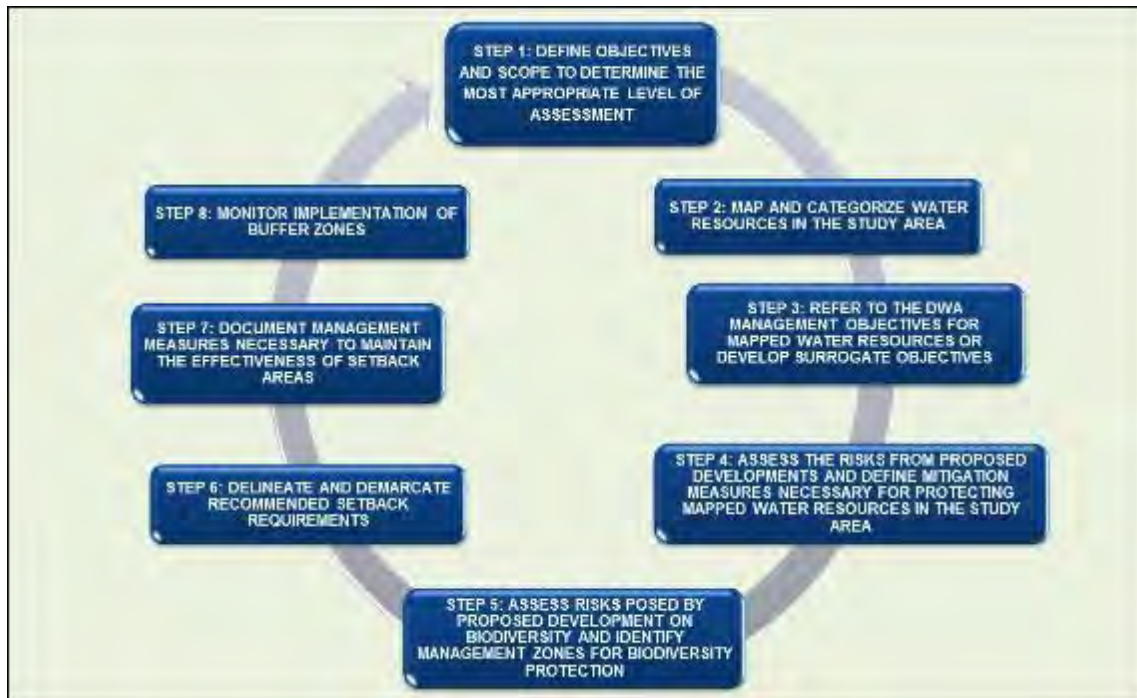 STEP 1: DEFINE OBJECTIVES
AND SCOPE TO DETERMINE THE
MOST APPROPRIATE LEVEL OF
ASSESSMENT
STEP 2: MAP AND CATEGORIZE WATER
RESOURCES IN THE STUDY AREA
STEP 3: REFER TO THE DWA
MANAGEMENT OBJECTIVES FOR
MAPPED WATER RESOURCES OR
DEVELOP SURROGATE OBJECTIVES
STEP 4: ASSESS THE RISKS FROM PROPOSED
DEVELOPMENTS AND DEFINE MITIGATION
MEASURES NECESSARY FOR PROTECTING
MAPPED WATER RESOURCES IN THE STUDY
AREA
STEP 5: ASSESS RISKS POSED BY
PROPOSED DEVELOPMENT ON
BIODIVERSITY AND IDENTIFY
MANAGEMENT ZONES FOR BIODIVERSITY
PROTECTION
STEP 6: DELINEATE AND DEMARCATE
RECOMMENDED SETBACK
REQUIREMENTS
STEP 7: DOCUMENT MANAGEMENT
MEASURES NECESSARY TO MAINTAIN
THE EFFECTIVENESS OF SETBACK
AREAS
STEP 8: MONITOR IMPLEMENTATION OF
BUFFER ZONES